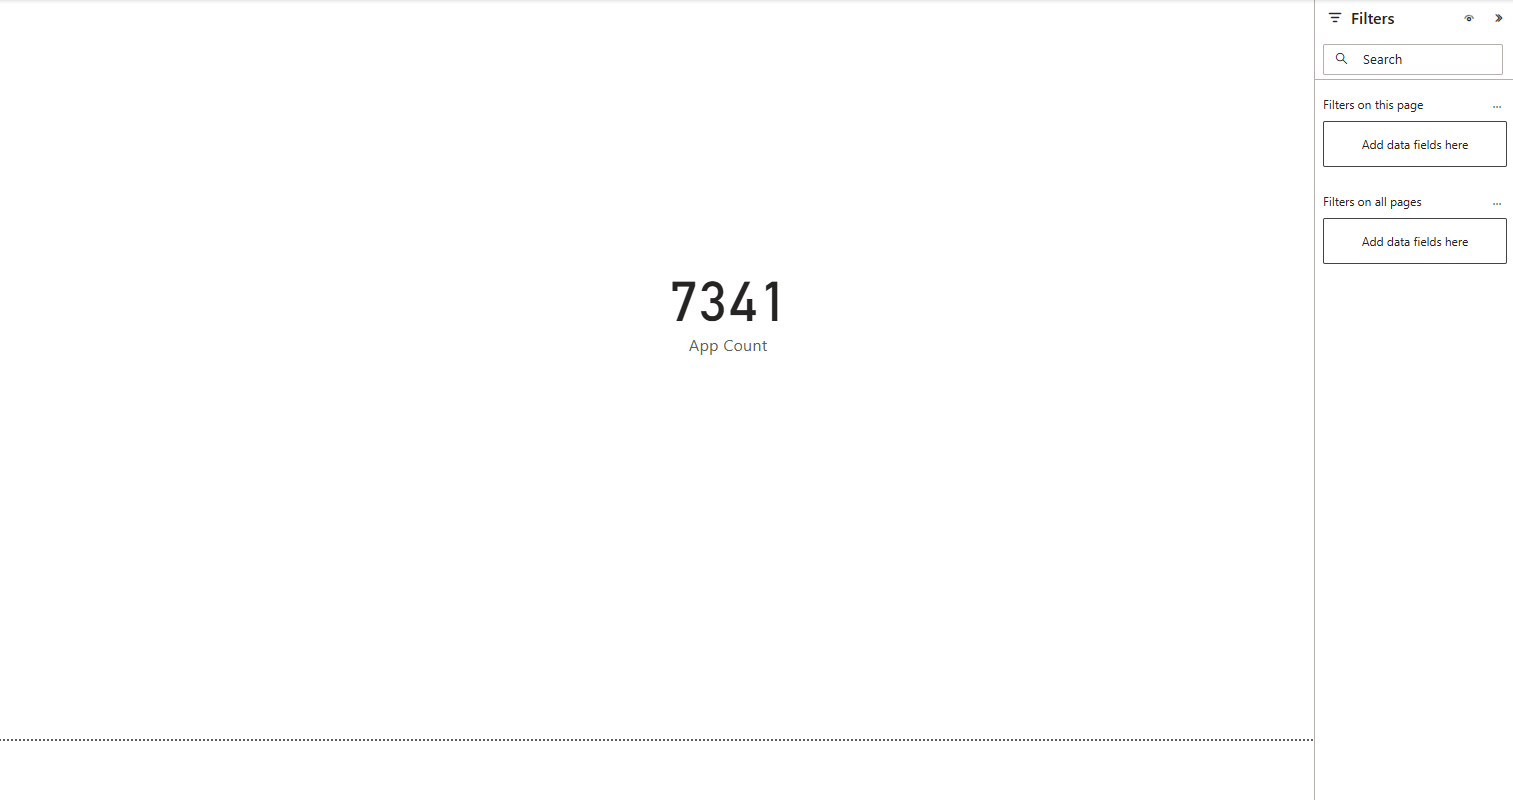 Filters
Search
Filters on this page
...
Add data fields here
Filters on all pages
...
Add data fields here
7341
App Count